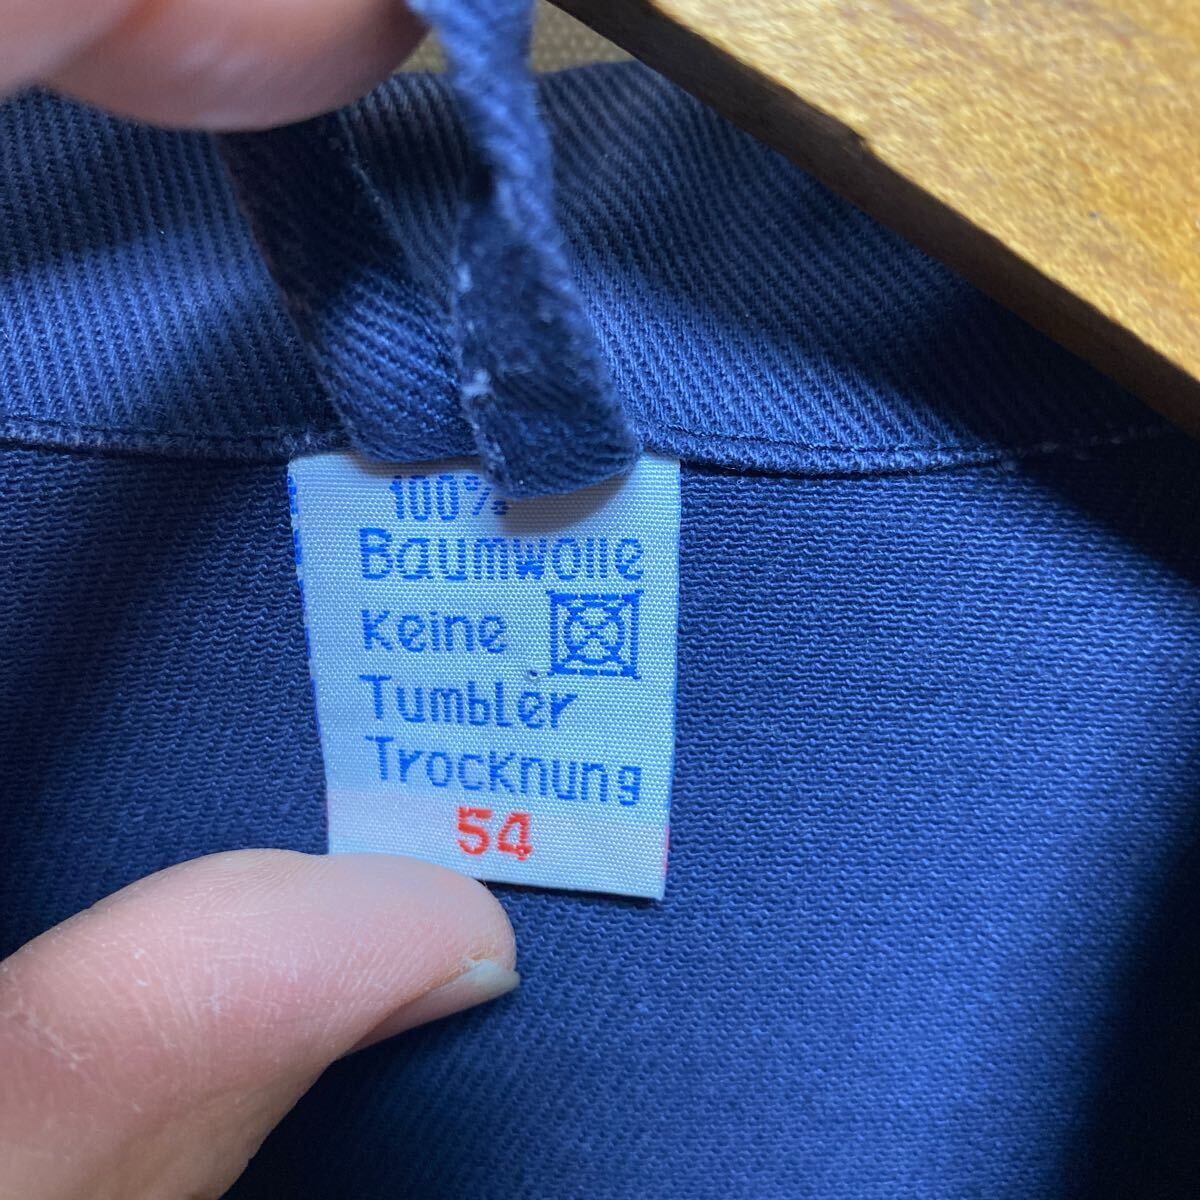 100%
Baumwolle
Keine
Tumbler
Trocknung
54